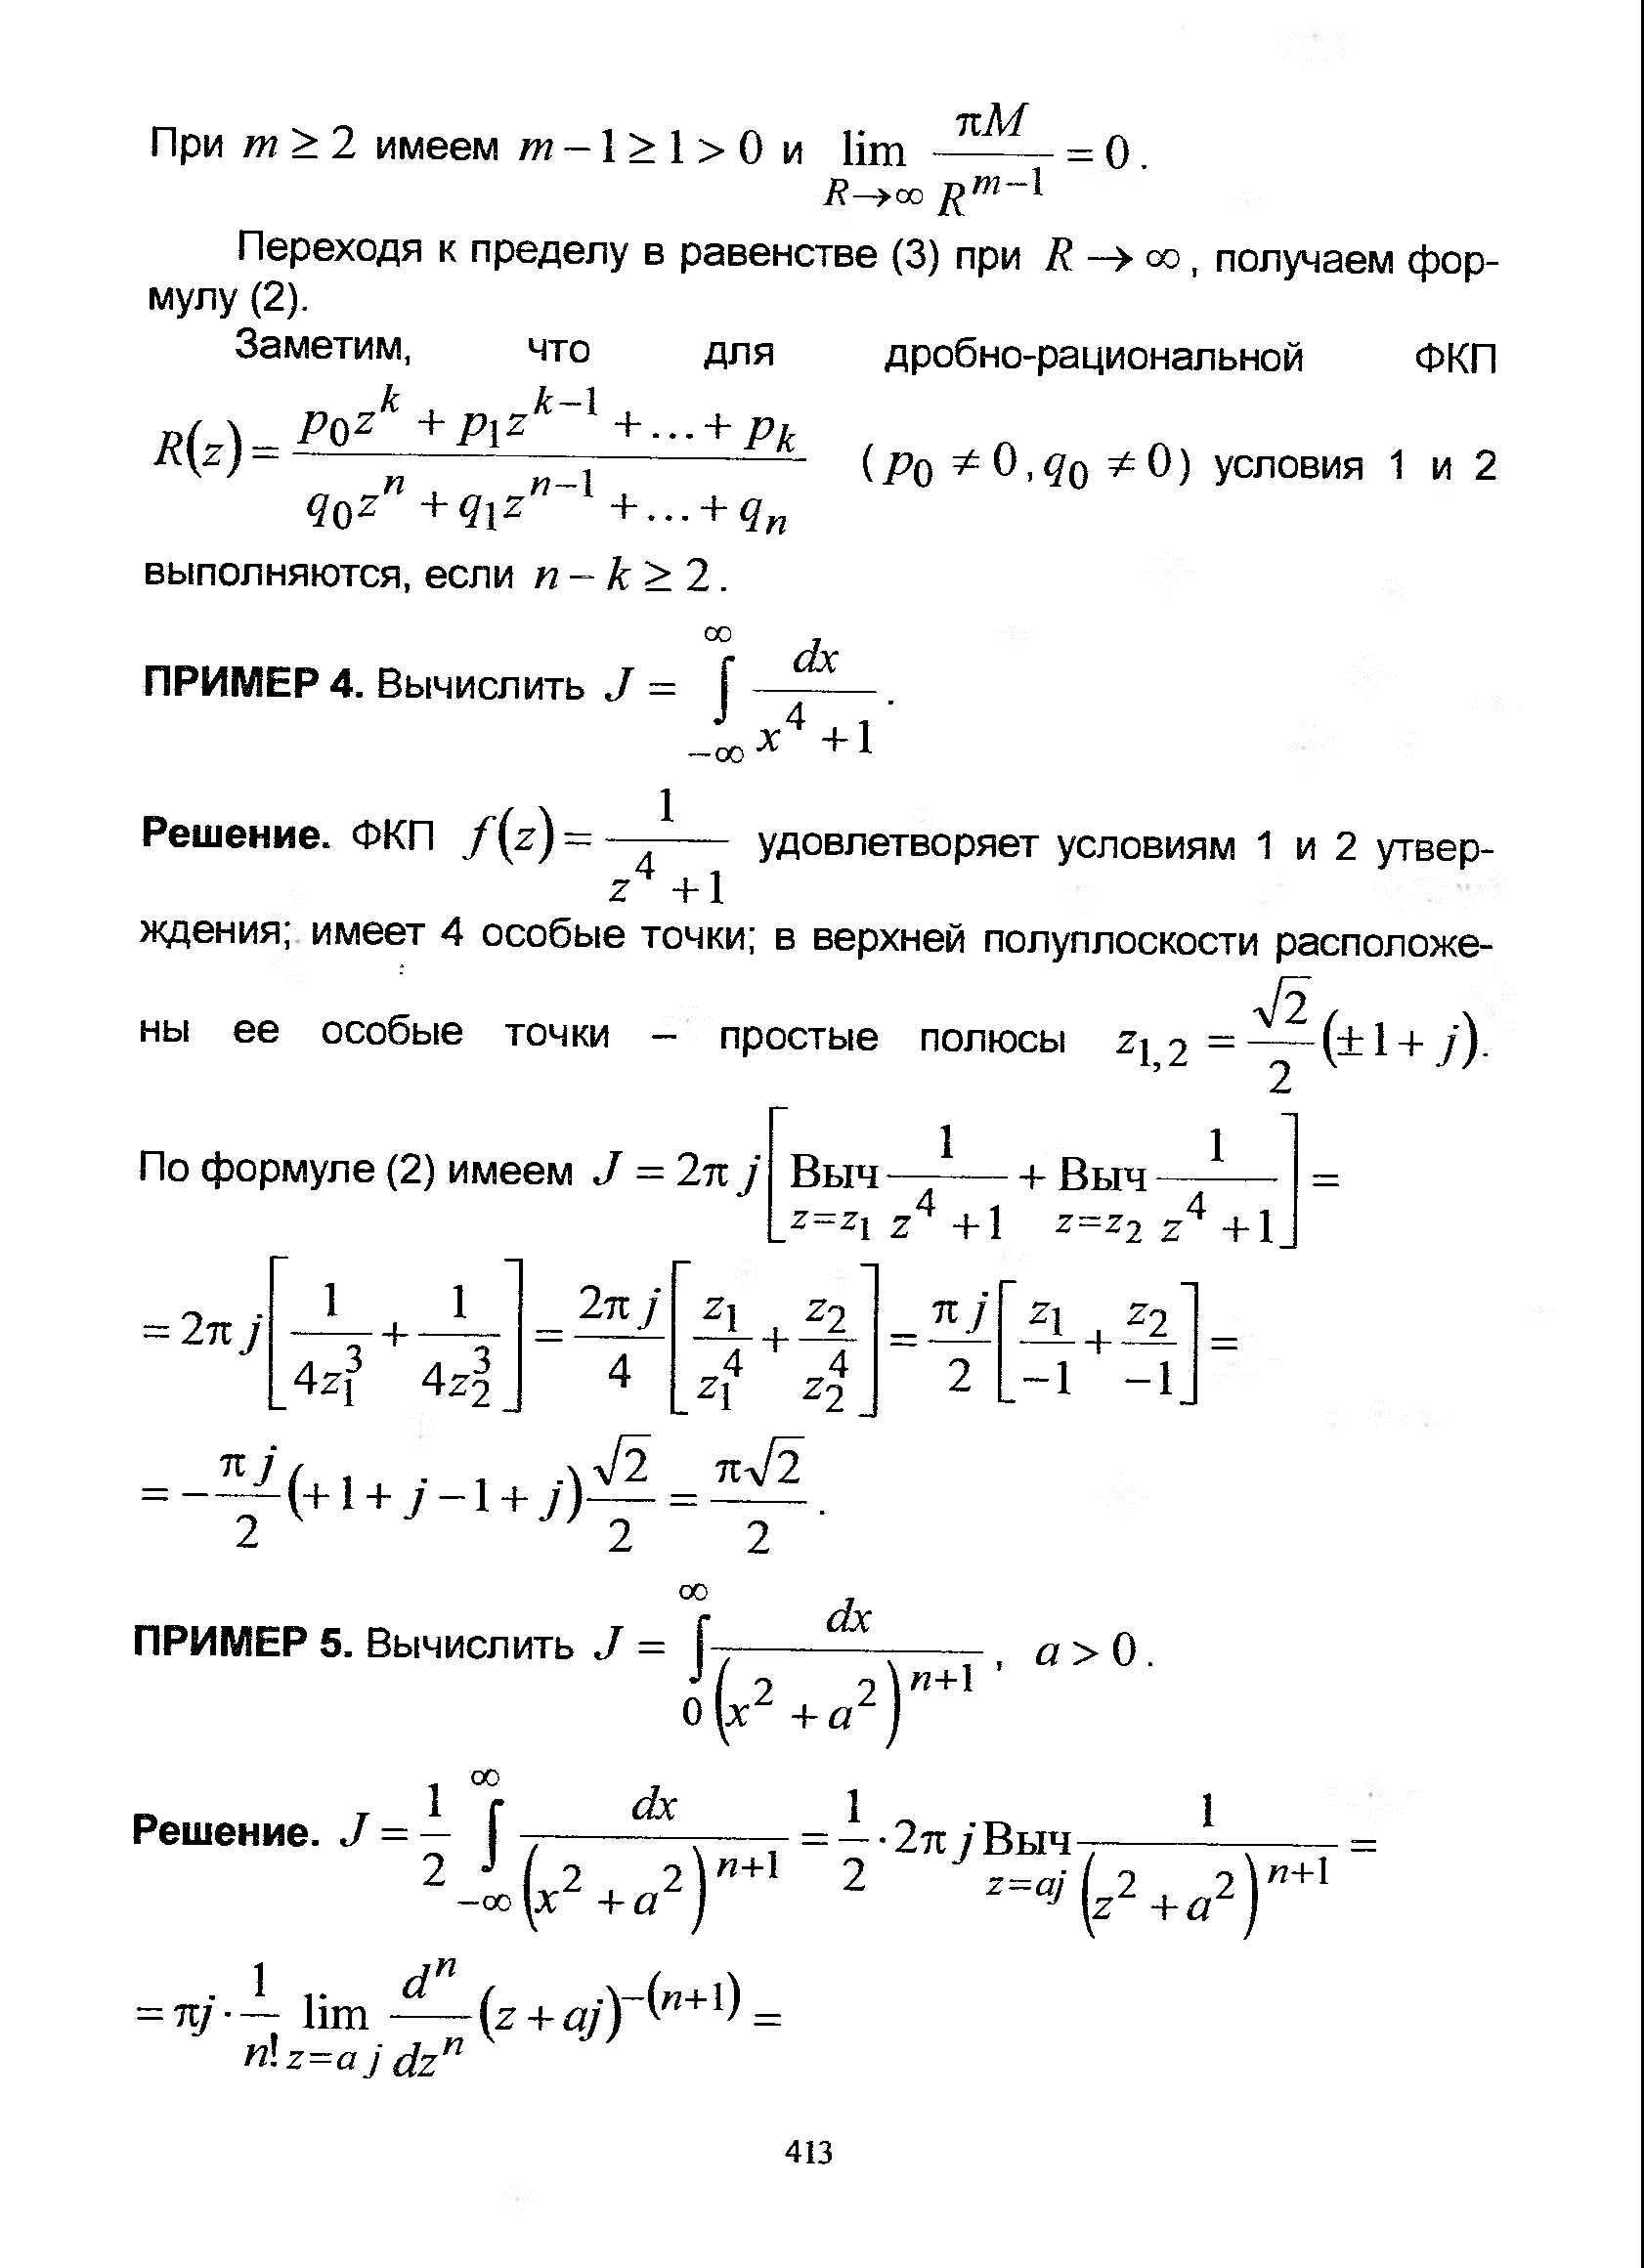 При $m \geq 2$ имеем $m-1 \geq 1 > 0$ и $\lim\limits_{R \to \infty} \frac{\pi M}{R^{m-1}} = 0$.
Переходя к пределу в равенстве (3) при $R \to \infty$, получаем фор-
мулу (2).
Заметим, что для дробно-рациональной ФКП
$R(z) = \frac{p_0 z^k + p_1 z^{k-1} + \ldots + p_k}{q_0 z^n + q_1 z^{n-1} + \ldots + q_n}$ ($p_0 \neq 0, q_0 \neq 0$) условия 1 и 2
выполняются, если $n - k \geq 2$.
ПРИМЕР 4. Вычислить $J = \int\limits_{-\infty}^{\infty} \frac{dx}{x^4+1}$.
Решение. ФКП $f(z) = \frac{1}{z^4+1}$ удовлетворяет условиям 1 и 2 утвер-
ждения; имеет 4 особые точки; в верхней полуплоскости расположе-
ны ее особые точки – простые полюсы $z_{1,2} = \frac{\sqrt{2}}{2}(\pm 1 + j)$.
По формуле (2) имеем $J = 2\pi j \left[ \underset{z=z_1}{Выч} \frac{1}{z^4+1} + \underset{z=z_2}{Выч} \frac{1}{z^4+1} \right] =$
$= 2\pi j \left[ \frac{1}{4z_1^3} + \frac{1}{4z_2^3} \right] = \frac{2\pi j}{4} \left[ \frac{z_1}{z_1^4} + \frac{z_2}{z_2^4} \right] = \frac{\pi j}{2} \left[ \frac{z_1}{-1} + \frac{z_2}{-1} \right] =$
$= -\frac{\pi j}{2}(+1 + j - 1 + j)\frac{\sqrt{2}}{2} = \frac{\pi\sqrt{2}}{2}$.
ПРИМЕР 5. Вычислить $J = \int\limits_{0}^{\infty} \frac{dx}{\left(x^2+a^2\right)^{n+1}}$, $a > 0$.
Решение. $J = \frac{1}{2} \int\limits_{-\infty}^{\infty} \frac{dx}{\left(x^2+a^2\right)^{n+1}} = \frac{1}{2} \cdot 2\pi j \underset{z=aj}{Выч} \frac{1}{\left(z^2+a^2\right)^{n+1}} =$
$= \pi j \cdot \frac{1}{n!} \lim\limits_{z=aj} \frac{d^n}{dz^n} (z+aj)^{-(n+1)} =$
413